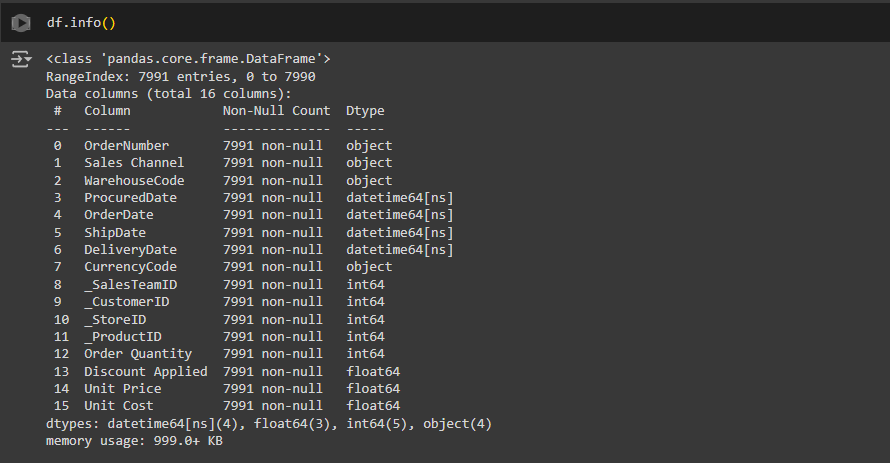 df.info()
<class 'pandas.core.frame.DataFrame'>
RangeIndex: 7991 entries, 0 to 7990
Data columns (total 16 columns):
 #   Column            Non-Null Count  Dtype
---  ------            --------------  -----
 0   OrderNumber       7991 non-null   object
 1   Sales Channel     7991 non-null   object
 2   WarehouseCode     7991 non-null   object
 3   ProcuredDate      7991 non-null   datetime64[ns]
 4   OrderDate         7991 non-null   datetime64[ns]
 5   ShipDate          7991 non-null   datetime64[ns]
 6   DeliveryDate      7991 non-null   datetime64[ns]
 7   CurrencyCode      7991 non-null   object
 8   _SalesTeamID      7991 non-null   int64
 9   _CustomerID       7991 non-null   int64
 10  _StoreID          7991 non-null   int64
 11  _ProductID        7991 non-null   int64
 12  Order Quantity    7991 non-null   int64
 13  Discount Applied  7991 non-null   float64
 14  Unit Price        7991 non-null   float64
 15  Unit Cost         7991 non-null   float64
dtypes: datetime64[ns](4), float64(3), int64(5), object(4)
memory usage: 999.0+ KB